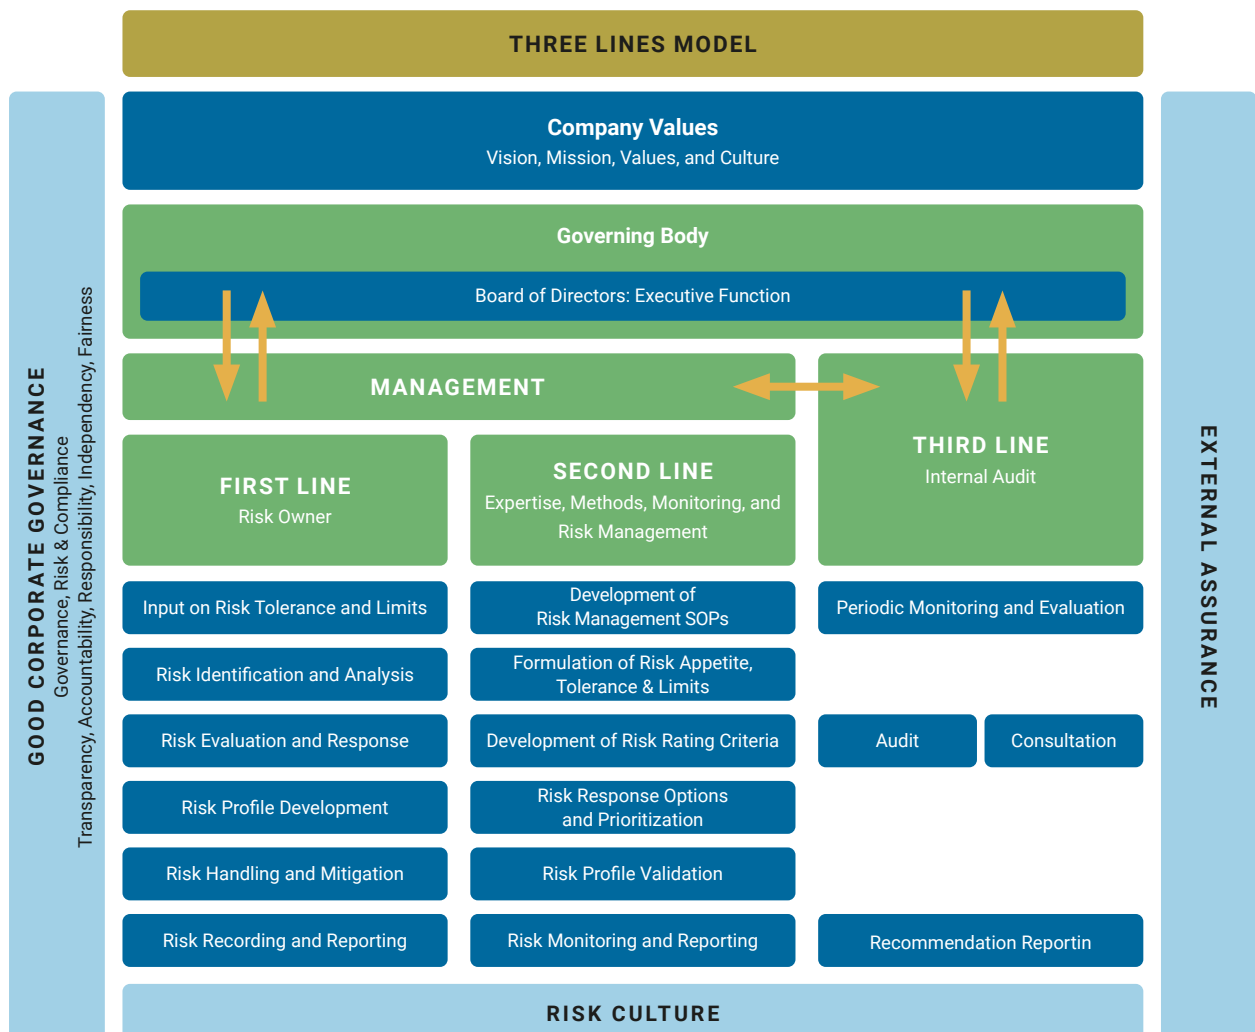 THREE LINES MODEL
Company Values
Vision, Mission, Values, and Culture
Governing Body
Board of Directors: Executive Function
GOOD CORPORATE GOVERNANCE
Governance, Risk & Compliance
Transparency, Accountability, Responsibility, Independency, Fairness
MANAGEMENT
FIRST LINE
Risk Owner
SECOND LINE
Expertise, Methods, Monitoring, and
Risk Management
THIRD LINE
Internal Audit
EXTERNAL ASSURANCE
Input on Risk Tolerance and Limits
Risk Identification and Analysis
Risk Evaluation and Response
Risk Profile Development
Risk Handling and Mitigation
Risk Recording and Reporting
Development of
Risk Management SOPs
Formulation of Risk Appetite,
Tolerance & Limits
Development of Risk Rating Criteria
Risk Response Options
and Prioritization
Risk Profile Validation
Risk Monitoring and Reporting
Periodic Monitoring and Evaluation
Audit
Consultation
Recommendation Reportin
RISK CULTURE